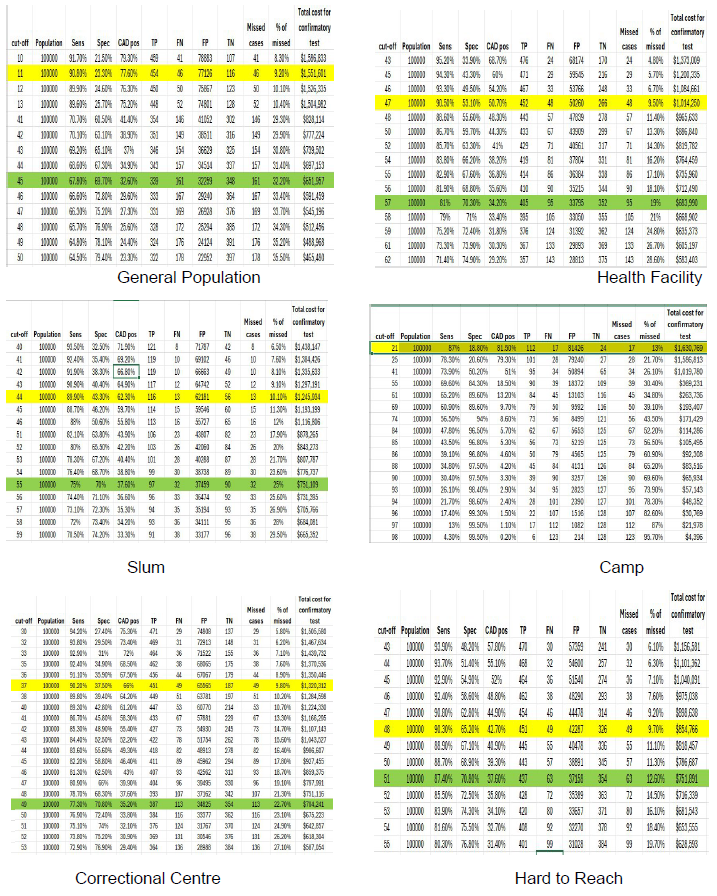 Total cost for
Missed % of confirmatory
cut-off Population Sens Spec CAD pos TP FN FP TN cases missed test
10 100000 91.70% 21.50% 79.30% 459 41 78883 107 41 8.30% $1,586,833
11 100000 90.80% 23.30% 77.60% 454 46 77126 116 46 9.20% $1,551,601
12 100000 89.90% 24.60% 76.30% 450 50 75867 123 50 10.10% $1,526,335
13 100000 89.60% 25.70% 75.20% 448 52 74801 128 52 10.40% $1,504,982
41 100000 70.70% 60.50% 41.40% 354 146 41052 302 146 29.30% $828,114
42 100000 70.10% 63.10% 38.90% 351 149 38511 316 149 29.90% $777,224
43 100000 69.20% 65.10% 37% 346 154 36629 325 154 30.80% $739,502
44 100000 68.60% 67.30% 34.90% 343 157 34514 337 157 31.40% $697,153
45 100000 67.80% 69.70% 32.60% 339 161 32259 348 161 32.20% $651,957
46 100000 66.60% 72.80% 29.60% 333 167 29240 364 167 33.40% $591,459
47 100000 66.30% 75.20% 27.30% 331 169 26928 376 169 33.70% $545,196
48 100000 65.70% 76.90% 25.60% 328 172 25294 385 172 34.30% $512,456
49 100000 64.80% 78.10% 24.40% 324 176 24124 391 176 35.20% $488,968
50 100000 64.50% 79.40% 23.30% 322 178 22952 397 178 35.50% $465,480
General Population
Total cost for
Missed % of confirmatory
cut-off Population Sens Spec CAD pos TP FN FP TN cases missed test
43 100000 95.20% 33.90% 68.70% 476 24 68174 170 24 4.80% $1,373,009
45 100000 94.30% 43.30% 60% 471 29 59545 216 29 5.70% $1,200,335
46 100000 93.30% 49.50% 54.20% 467 33 53766 248 33 6.70% $1,084,661
47 100000 90.50% 53.10% 50.70% 452 48 50260 266 48 9.50% $1,014,250
48 100000 88.60% 55.60% 48.30% 443 57 47839 278 57 11.40% $965,633
50 100000 86.70% 59.70% 44.30% 433 67 43909 299 67 13.30% $886,840
52 100000 85.70% 63.30% 41% 429 71 40561 317 71 14.30% $819,782
54 100000 83.80% 66.20% 38.20% 419 81 37804 331 81 16.20% $764,459
55 100000 82.90% 67.60% 36.80% 414 86 36384 338 86 17.10% $735,960
56 100000 81.90% 68.80% 35.60% 410 90 35215 344 90 18.10% $712,490
57 100000 81% 70.30% 34.20% 405 95 33795 352 95 19% $683,990
58 100000 79% 71% 33.40% 395 105 33050 355 105 21% $668,902
59 100000 75.20% 72.40% 31.80% 376 124 31392 362 124 24.80% $635,373
61 100000 73.30% 73.90% 30.30% 367 133 29893 369 133 26.70% $605,197
62 100000 71.40% 74.90% 29.20% 357 143 28813 375 143 28.60% $583,403
Health Facility
Total cost for
Missed % of confirmatory
cut-off Population Sens Spec CAD pos TP FN FP TN cases missed test
40 100000 93.50% 32.50% 71.90% 121 8 71787 42 8 6.50% $1,438,147
41 100000 92.40% 35.40% 69.20% 119 10 69102 46 10 7.60% $1,384,426
42 100000 91.90% 38.30% 66.80% 119 10 66663 49 10 8.10% $1,335,633
43 100000 90.90% 40.40% 64.90% 117 12 64742 52 12 9.10% $1,297,191
44 100000 89.90% 43.30% 62.30% 116 13 62181 56 13 10.10% $1,245,934
45 100000 88.70% 46.20% 59.70% 114 15 59546 60 15 11.30% $1,193,199
46 100000 88% 50.60% 55.80% 113 16 55727 65 16 12% $1,116,806
51 100000 82.10% 63.80% 43.90% 106 23 43807 82 23 17.90% $878,265
52 100000 80% 65.30% 42.20% 103 26 42060 84 26 20% $843,273
53 100000 78.30% 67.20% 40.40% 101 28 40288 87 28 21.70% $807,787
54 100000 76.40% 68.70% 38.80% 99 30 38738 89 30 23.60% $776,737
55 100000 75% 70% 37.60% 97 32 37459 90 32 25% $751,109
56 100000 74.40% 71.10% 36.60% 96 33 36474 92 33 25.60% $731,395
57 100000 73.10% 72.30% 35.30% 94 35 35194 93 35 26.90% $705,766
58 100000 72% 73.40% 34.20% 93 36 34111 95 36 28% $684,081
59 100000 70.50% 74.20% 33.30% 91 38 33177 96 38 29.50% $665,352
Slum
Total cost for
Missed % of confirmatory
cut-off Population Sens Spec CAD pos TP FN FP TN cases missed test
21 100000 87% 18.80% 81.50% 112 17 81426 24 17 13% $1,630,769
25 100000 78.30% 20.60% 79.30% 101 28 79240 27 28 21.70% $1,586,813
34 100000 73.90% 50.20% 51% 95 34 50894 65 34 26.10% $1,019,780
55 100000 69.60% 84.30% 18.50% 90 39 18372 109 39 30.40% $369,231
61 100000 65.20% 89.60% 13.20% 84 45 13103 116 45 34.80% $263,736
69 100000 60.90% 89.60% 9.70% 79 50 9592 116 50 39.10% $193,407
74 100000 56.50% 94% 8.60% 73 56 8499 121 56 43.50% $171,429
84 100000 47.80% 96.50% 5.70% 62 67 5663 125 67 52.20% $114,286
85 100000 43.50% 96.80% 5.30% 56 73 5219 125 73 56.50% $105,495
86 100000 39.10% 96.80% 4.60% 50 79 4565 125 79 60.90% $92,308
88 100000 34.80% 97.50% 4.20% 45 84 4131 126 84 65.20% $83,516
90 100000 30.40% 97.50% 3.30% 39 90 3257 126 90 69.60% $65,934
93 100000 26.10% 98.40% 2.90% 34 95 2823 127 95 73.90% $57,143
94 100000 21.70% 98.60% 2.40% 28 101 2390 127 101 78.30% $48,352
96 100000 17.40% 99.30% 1.50% 22 107 1516 128 107 82.60% $30,769
97 100000 13% 99.50% 1.10% 17 112 1082 128 112 87% $21,978
98 100000 4.30% 99.50% 0.20% 6 123 214 128 123 95.70% $4,396
Camp
Total cost for
Missed % of confirmatory
cut-off Population Sens Spec CAD pos TP FN FP TN cases missed test
30 100000 94.20% 27.40% 75.30% 471 29 74808 137 29 5.80% $1,505,580
32 100000 93.80% 29.50% 73.40% 469 31 72913 148 31 6.20% $1,467,634
33 100000 92.90% 31% 72% 464 36 71522 155 36 7.10% $1,439,732
35 100000 92.40% 34.90% 68.50% 462 38 68065 175 38 7.60% $1,370,536
36 100000 91.10% 35.90% 67.50% 456 44 67067 179 44 8.90% $1,350,446
37 100000 90.20% 37.50% 66% 451 49 65560 187 49 9.80% $1,320,312
38 100000 89.80% 39.40% 64.20% 449 51 63781 197 51 10.20% $1,284,598
40 100000 89.30% 42.80% 61.20% 447 53 60770 214 53 10.70% $1,224,330
42 100000 86.70% 45.80% 58.30% 433 67 57881 229 67 13.30% $1,166,295
42 100000 85.30% 48.90% 55.40% 427 73 54930 245 73 14.70% $1,107,143
43 100000 84.40% 52.50% 52.20% 422 78 51754 262 78 15.60% $1,043,527
44 100000 83.60% 55.60% 49.30% 418 82 48913 278 82 16.40% $986,607
45 100000 82.20% 58.80% 46.40% 411 89 45962 294 89 17.80% $927,455
46 100000 81.30% 62.50% 43% 407 93 42562 313 93 18.70% $859,375
47 100000 80.90% 66% 39.90% 404 96 39495 330 96 19.10% $797,991
48 100000 78.70% 68.30% 37.60% 393 107 37162 342 107 21.30% $751,116
49 100000 77.30% 70.80% 35.20% 387 113 34825 354 113 22.70% $704,241
50 100000 76.90% 72.40% 33.80% 384 116 33377 362 116 23.10% $675,223
51 100000 75.10% 74% 32.10% 376 124 31767 370 124 24.90% $642,857
52 100000 73.80% 75.20% 30.90% 369 131 30546 376 131 26.20% $618,304
53 100000 72.90% 76.90% 29.40% 364 136 28988 384 136 27.10% $587,054
Correctional Centre
Total cost for
Missed % of confirmatory
cut-off Population Sens Spec CAD pos TP FN FP TN cases missed test
43 100000 93.90% 48.20% 57.80% 470 30 57359 241 30 6.10% $1,156,581
44 100000 93.70% 51.40% 55.10% 468 32 54600 257 32 6.30% $1,101,362
45 100000 92.90% 54.90% 52% 464 36 51540 274 36 7.10% $1,040,091
46 100000 92.40% 58.60% 48.80% 462 38 48290 293 38 7.60% $975,038
47 100000 90.80% 62.80% 44.90% 454 46 44478 314 46 9.20% $898,638
48 100000 90.30% 65.20% 42.70% 451 49 42287 326 49 9.70% $854,766
49 100000 88.90% 67.10% 40.90% 445 55 40478 336 55 11.10% $818,457
50 100000 88.70% 68.90% 39.30% 443 57 38891 345 57 11.30% $786,687
51 100000 87.40% 70.80% 37.60% 437 63 37158 354 63 12.60% $751,891
52 100000 85.50% 72.50% 35.80% 428 72 35389 363 72 14.50% $716,339
53 100000 83.90% 74.30% 34.10% 420 80 33657 371 80 16.10% $681,543
54 100000 81.60% 75.50% 32.70% 408 92 32270 378 92 18.40% $653,555
55 100000 80.30% 76.80% 31.40% 401 99 31028 384 99 19.70% $628,593
Hard to Reach